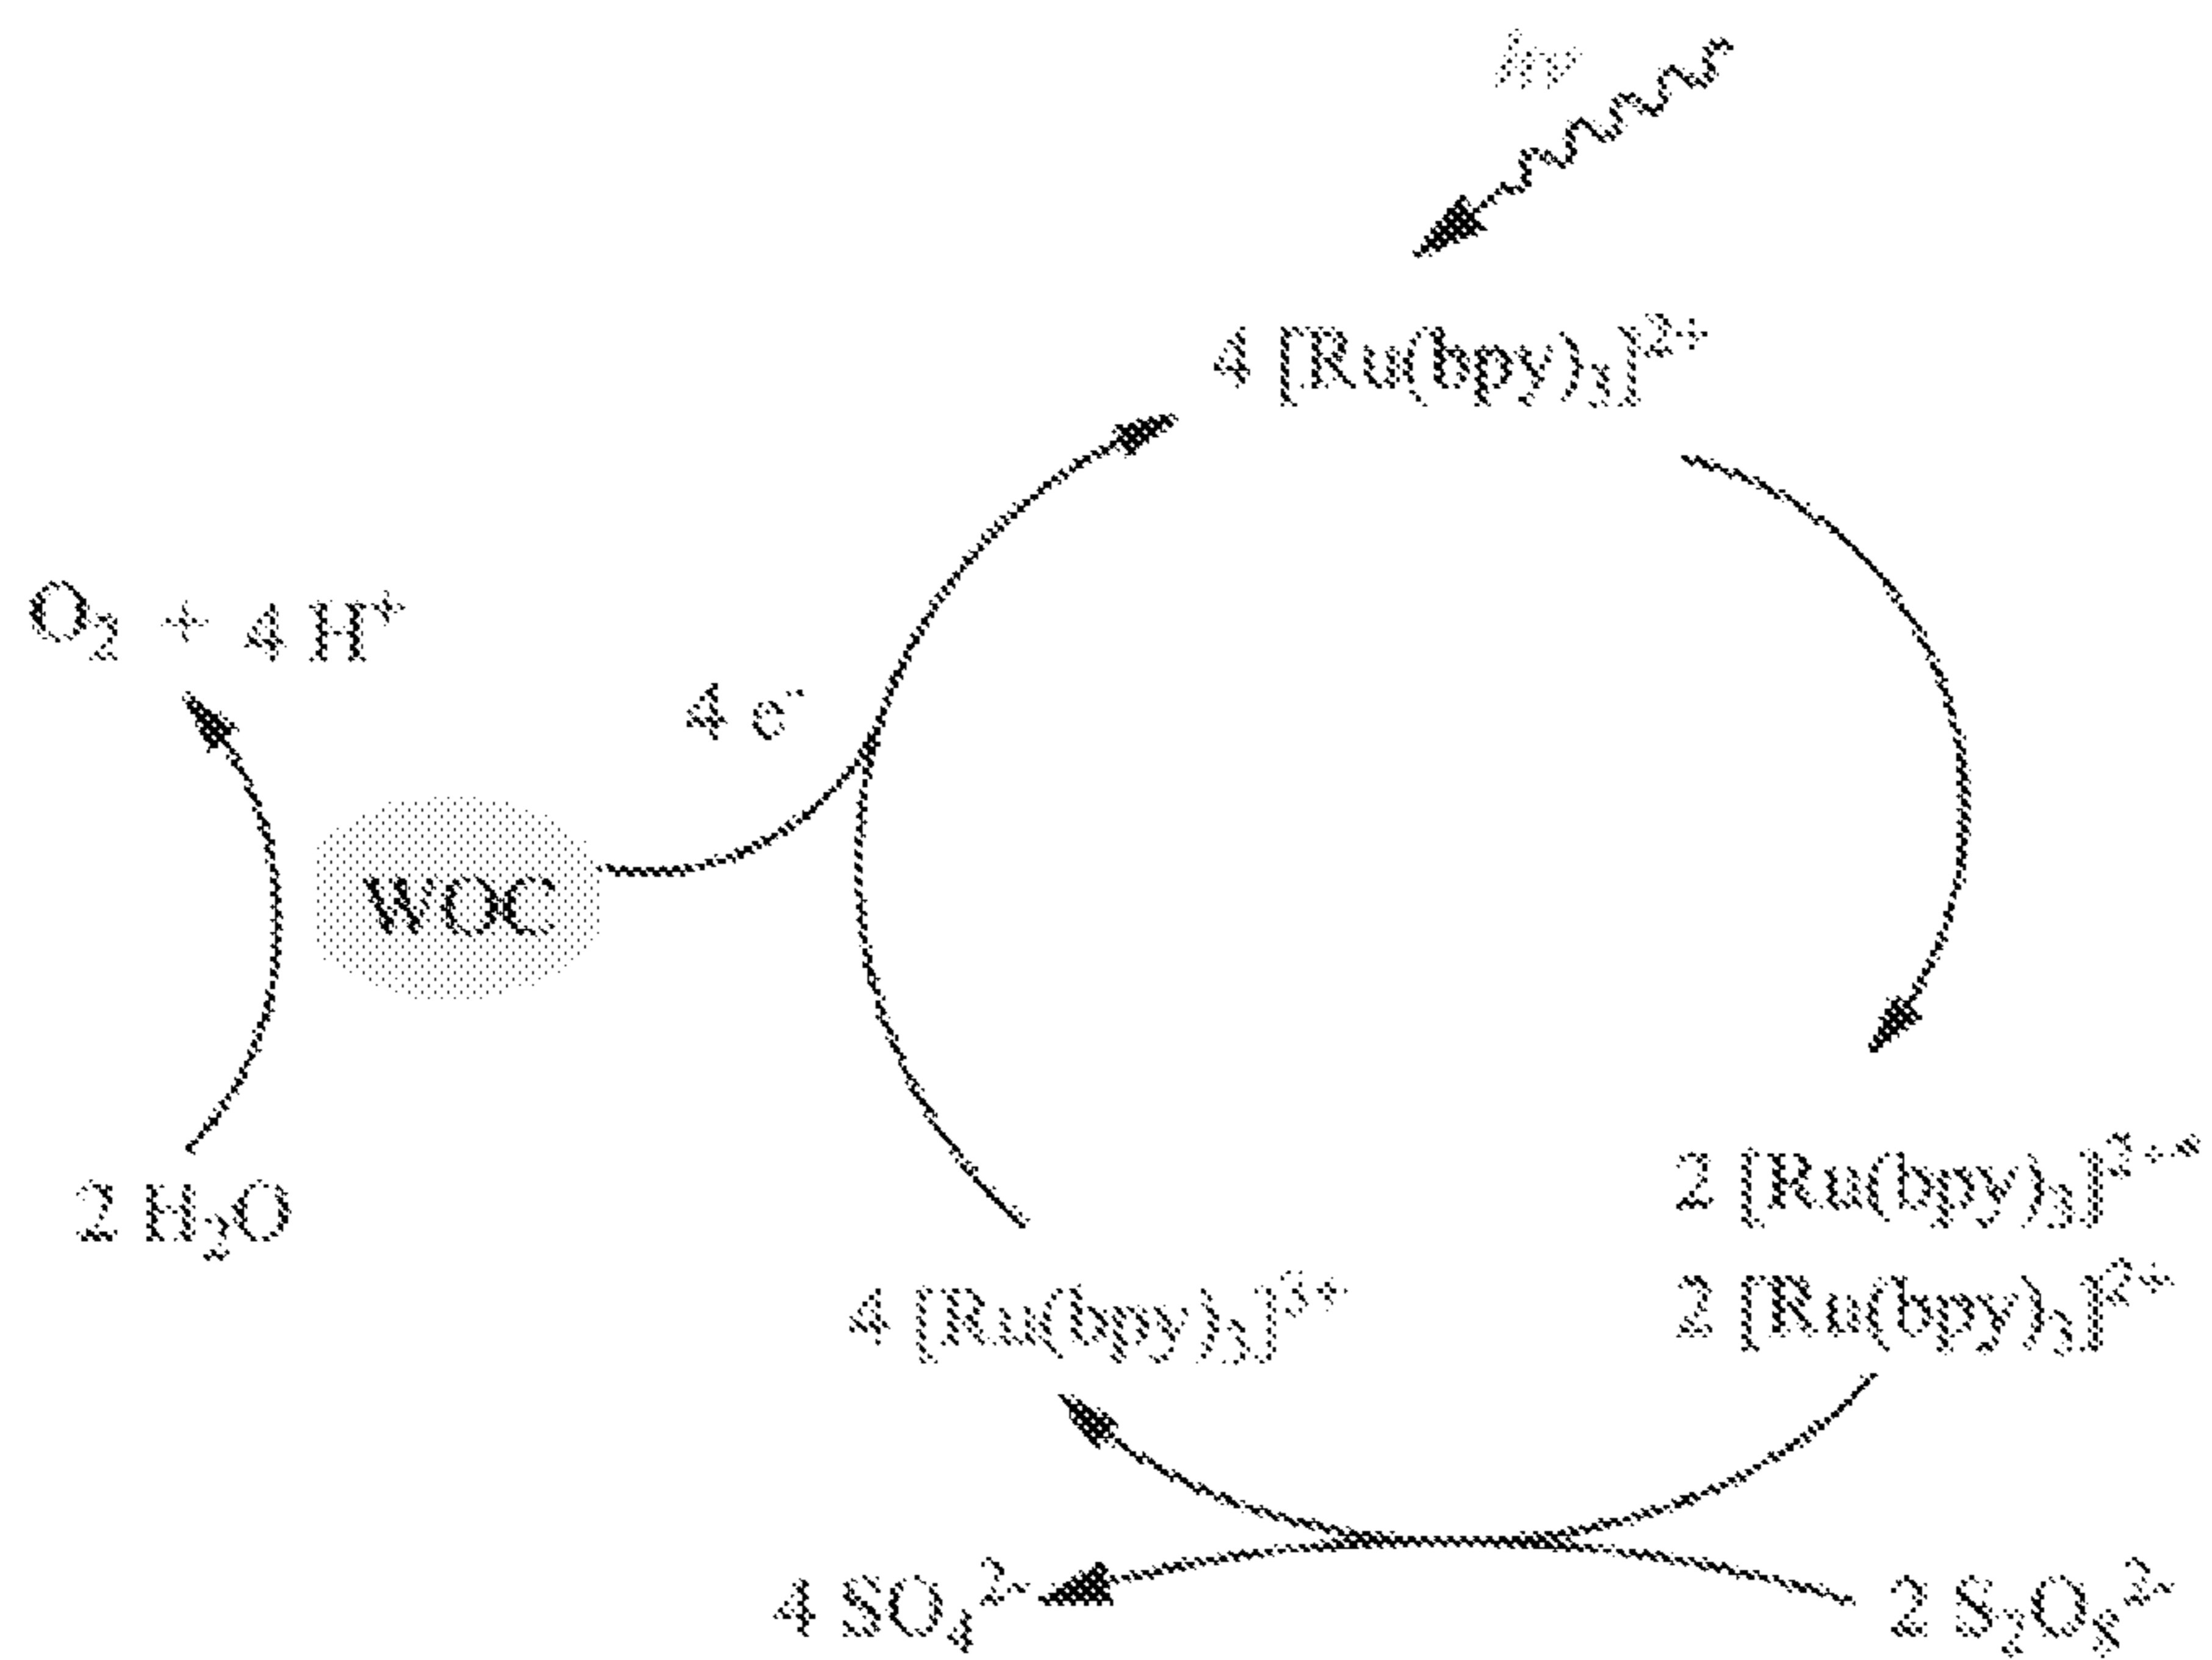 hν
4 [Ru(bpy)₃]²⁺
O₂ + 4 H⁺
4 e⁻
WOC
2 [Ru(bpy)₃]²⁺*
2 H₂O
2 [Ru(bpy)₃]²⁺
4 [Ru(bpy)₃]³⁺
4 SO₄²⁻
2 S₂O₈²⁻